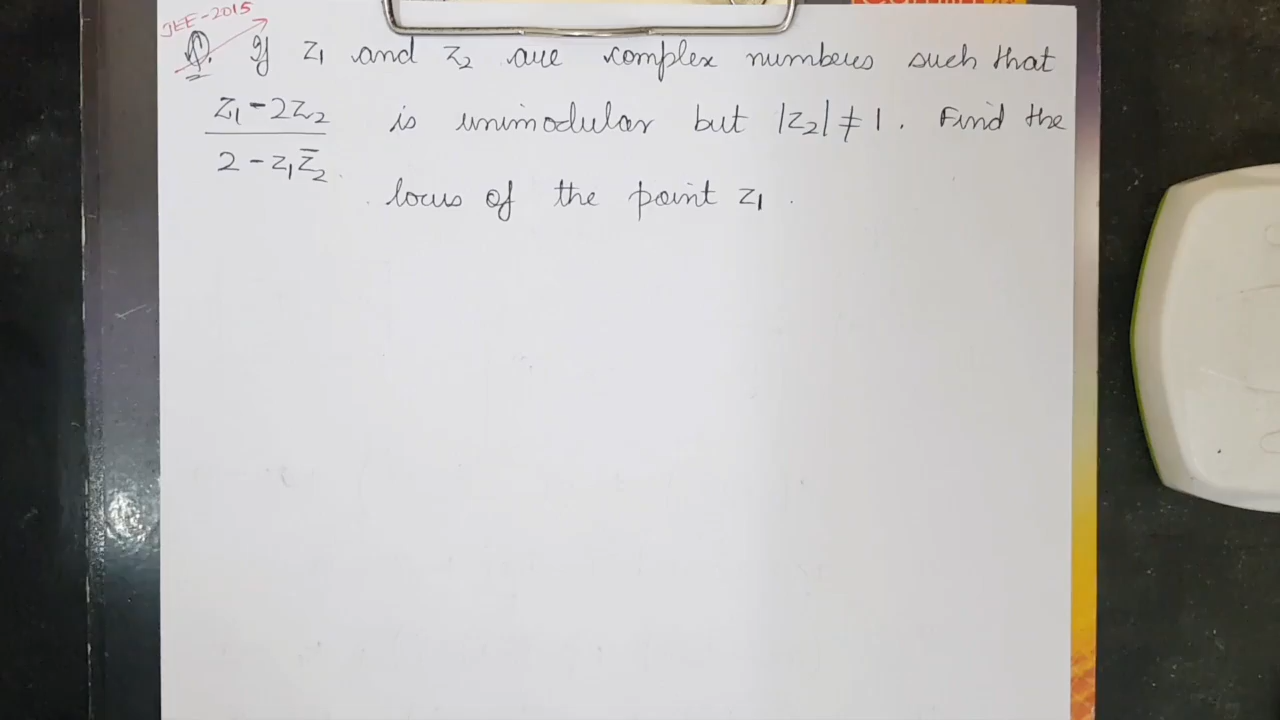 JEE-2015
Q. If z₁ and z₂ are complex numbers such that
z₁ - 2z₂
is unimodular but |z₂| ≠ 1. Find the
2 - z₁z̄₂
locus of the point z₁.